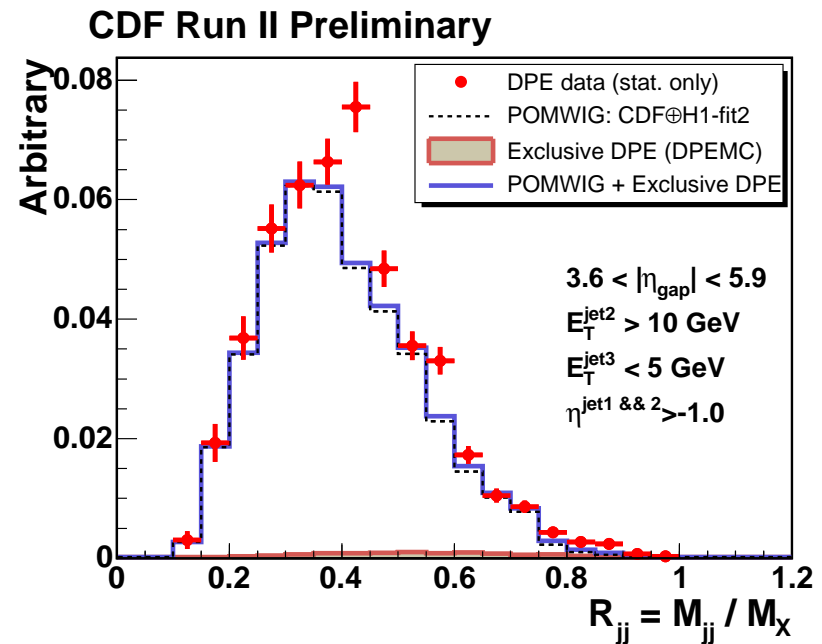 CDF Run II Preliminary
Arbitrary
0.08
0.06
0.04
0.02
0
DPE data (stat. only)
POMWIG: CDF⊕H1-fit2
Exclusive DPE (DPEMC)
POMWIG + Exclusive DPE
3.6 < |η_gap| < 5.9
E_T^jet2 > 10 GeV
E_T^jet3 < 5 GeV
η^jet1 && 2 >-1.0
0 0.2 0.4 0.6 0.8 1 1.2
R_jj = M_jj / M_X